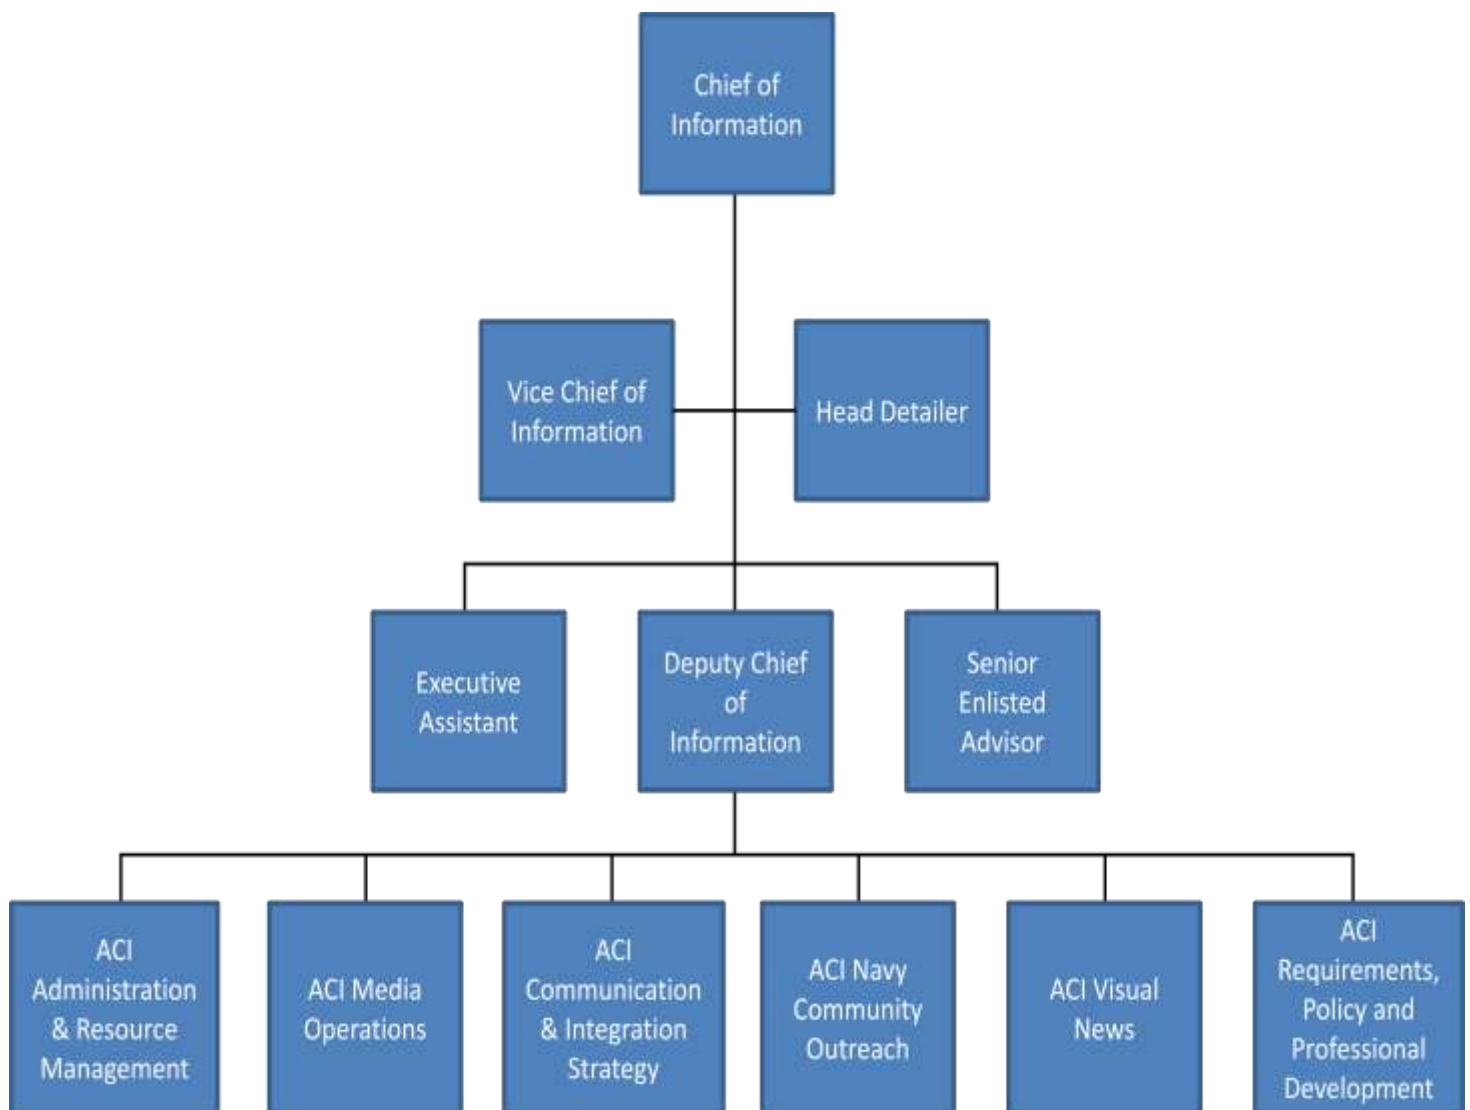 Chief of
Information
Vice Chief of
Information
Head Detailer
Executive
Assistant
Deputy Chief
of
Information
Senior
Enlisted
Advisor
ACI
Administration
& Resource
Management
ACI Media
Operations
ACI
Communication
& Integration
Strategy
ACI Navy
Community
Outreach
ACI Visual
News
ACI
Requirements,
Policy and
Professional
Development